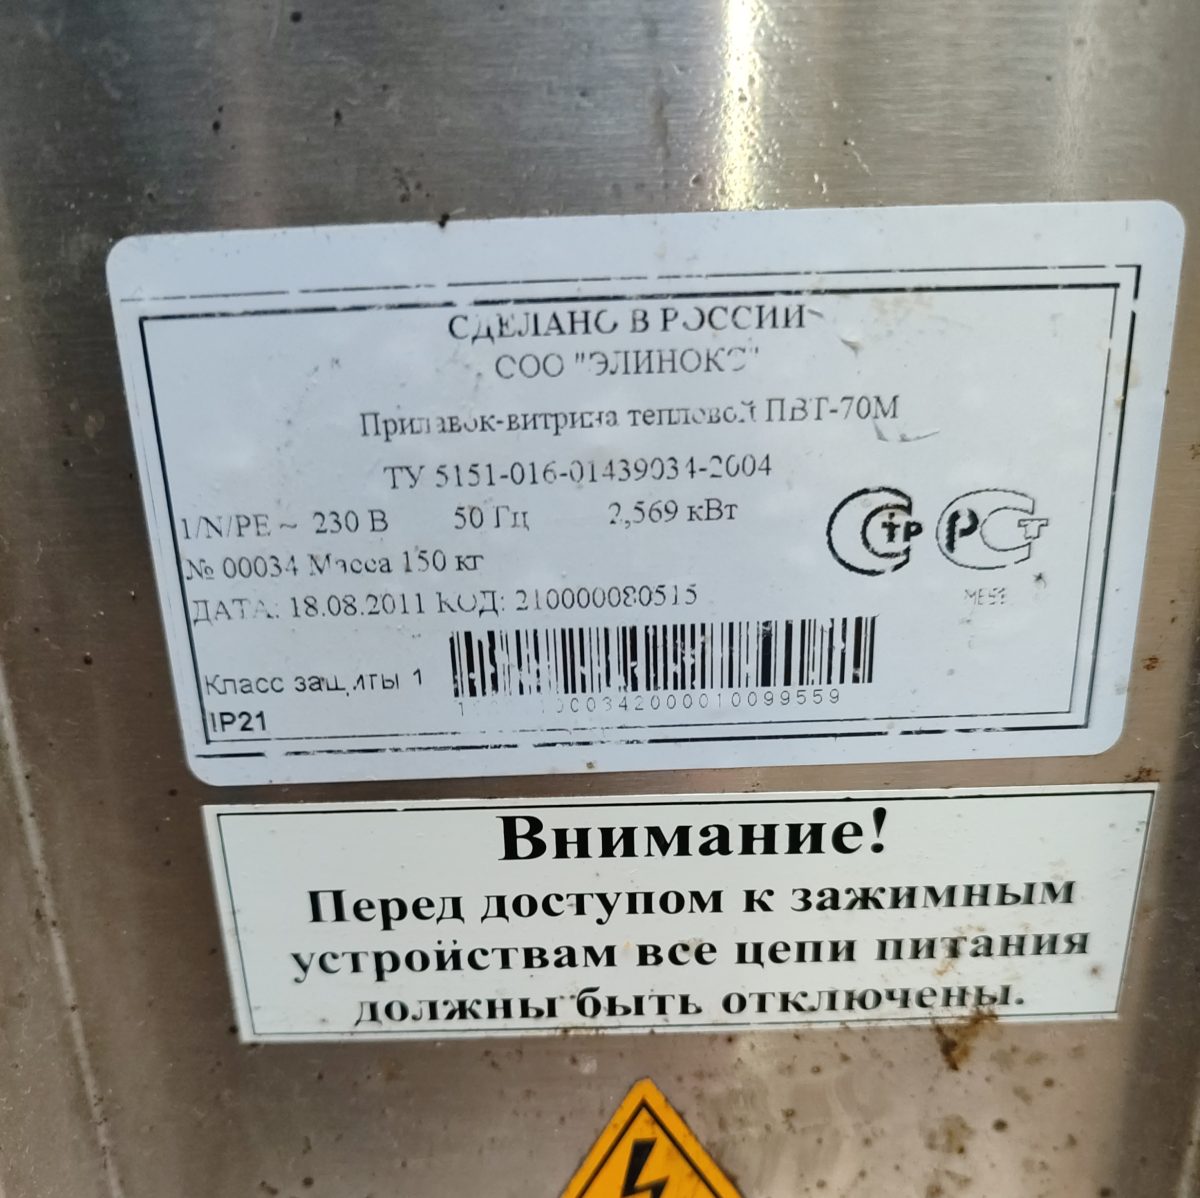 СДЕЛАНО В РОССИИ
ООО "ЭЛИНОКС"
Прилавок-витрина тепловой ПВТ-70М
ТУ 5151-016-01439034-2004
1/N/PE ~ 230 В 50 Гц 2,569 кВт
№ 00034 Масса 150 кг
ДАТА: 18.08.2011 КОД: 210000080515
Класс защиты 1
IP21
РСТ
Внимание!
Перед доступом к зажимным
устройствам все цепи питания
должны быть отключены.